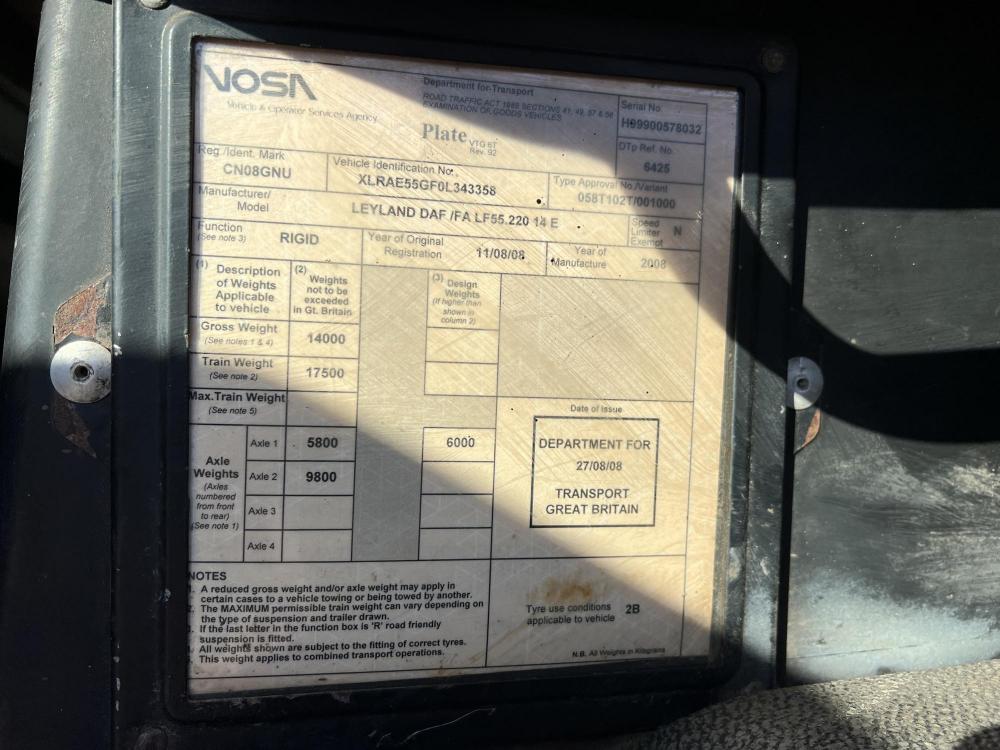 VOSA
Vehicle & Operator Services Agency
Department for Transport
ROAD TRAFFIC ACT 1988 SECTIONS 41, 49, 57 & 58
EXAMINATION OF GOODS VEHICLES
Plate VTG 6T
Rev. 92
Serial No.
H09900578032
DTp Ref. No.
6425
Reg./Ident. Mark
CN08GNU
Vehicle Identification No.
XLRAE55GF0L343358
Type Approval No./Variant
058T102T/001000
Manufacturer/
Model
LEYLAND DAF /FA LF55.220 14 E
Speed
Limiter
Exempt
N
Function
(See note 3)
RIGID
Year of Original
Registration
11/08/08
Year of
Manufacture
2008
(1) Description
of Weights
Applicable
to vehicle
(2) Weights
not to be
exceeded
in Gt. Britain
(3) Design
Weights
(if higher than
shown in
column 2)
Gross Weight
(See notes 1 & 4)
14000
Train Weight
(See note 2)
17500
Max.Train Weight
(See note 5)
Axle
Weights
(Axles
numbered
from front
to rear)
(See note 1)
Axle 1 5800 6000
Axle 2 9800
Axle 3
Axle 4
Date of Issue
DEPARTMENT FOR
27/08/08
TRANSPORT
GREAT BRITAIN
NOTES
1. A reduced gross weight and/or axle weight may apply in
certain cases to a vehicle towing or being towed by another.
2. The MAXIMUM permissible train weight can vary depending on
the type of suspension and trailer drawn.
3. If the last letter in the function box is 'R' road friendly
suspension is fitted.
All weights shown are subject to the fitting of correct tyres.
This weight applies to combined transport operations.
Tyre use conditions
applicable to vehicle
2B
N.B. All Weights in Kilograms